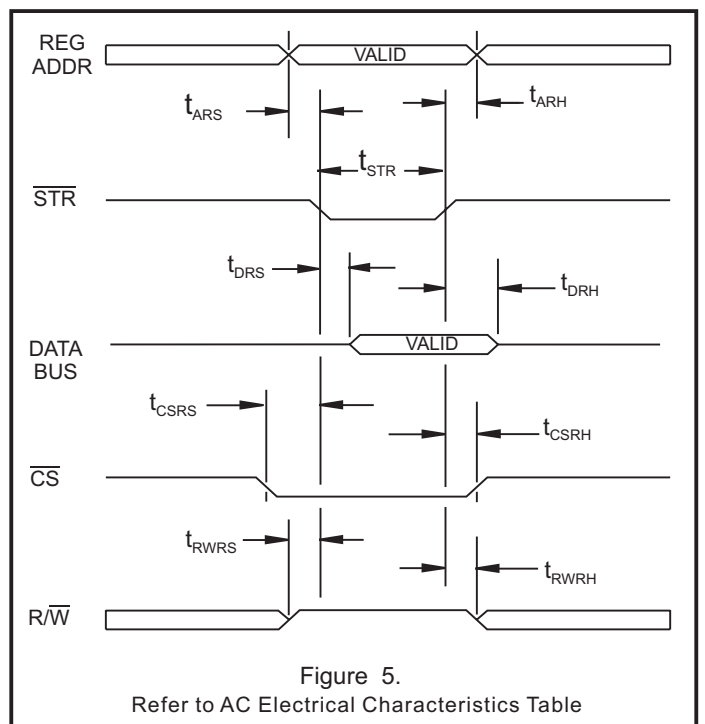 REG
ADDR
VALID
tARS
tARH
tSTR
STR
tDRS
tDRH
DATA
BUS
VALID
tCSRS
tCSRH
CS
tRWRS
tRWRH
R/W
Figure 5.
Refer to AC Electrical Characteristics Table